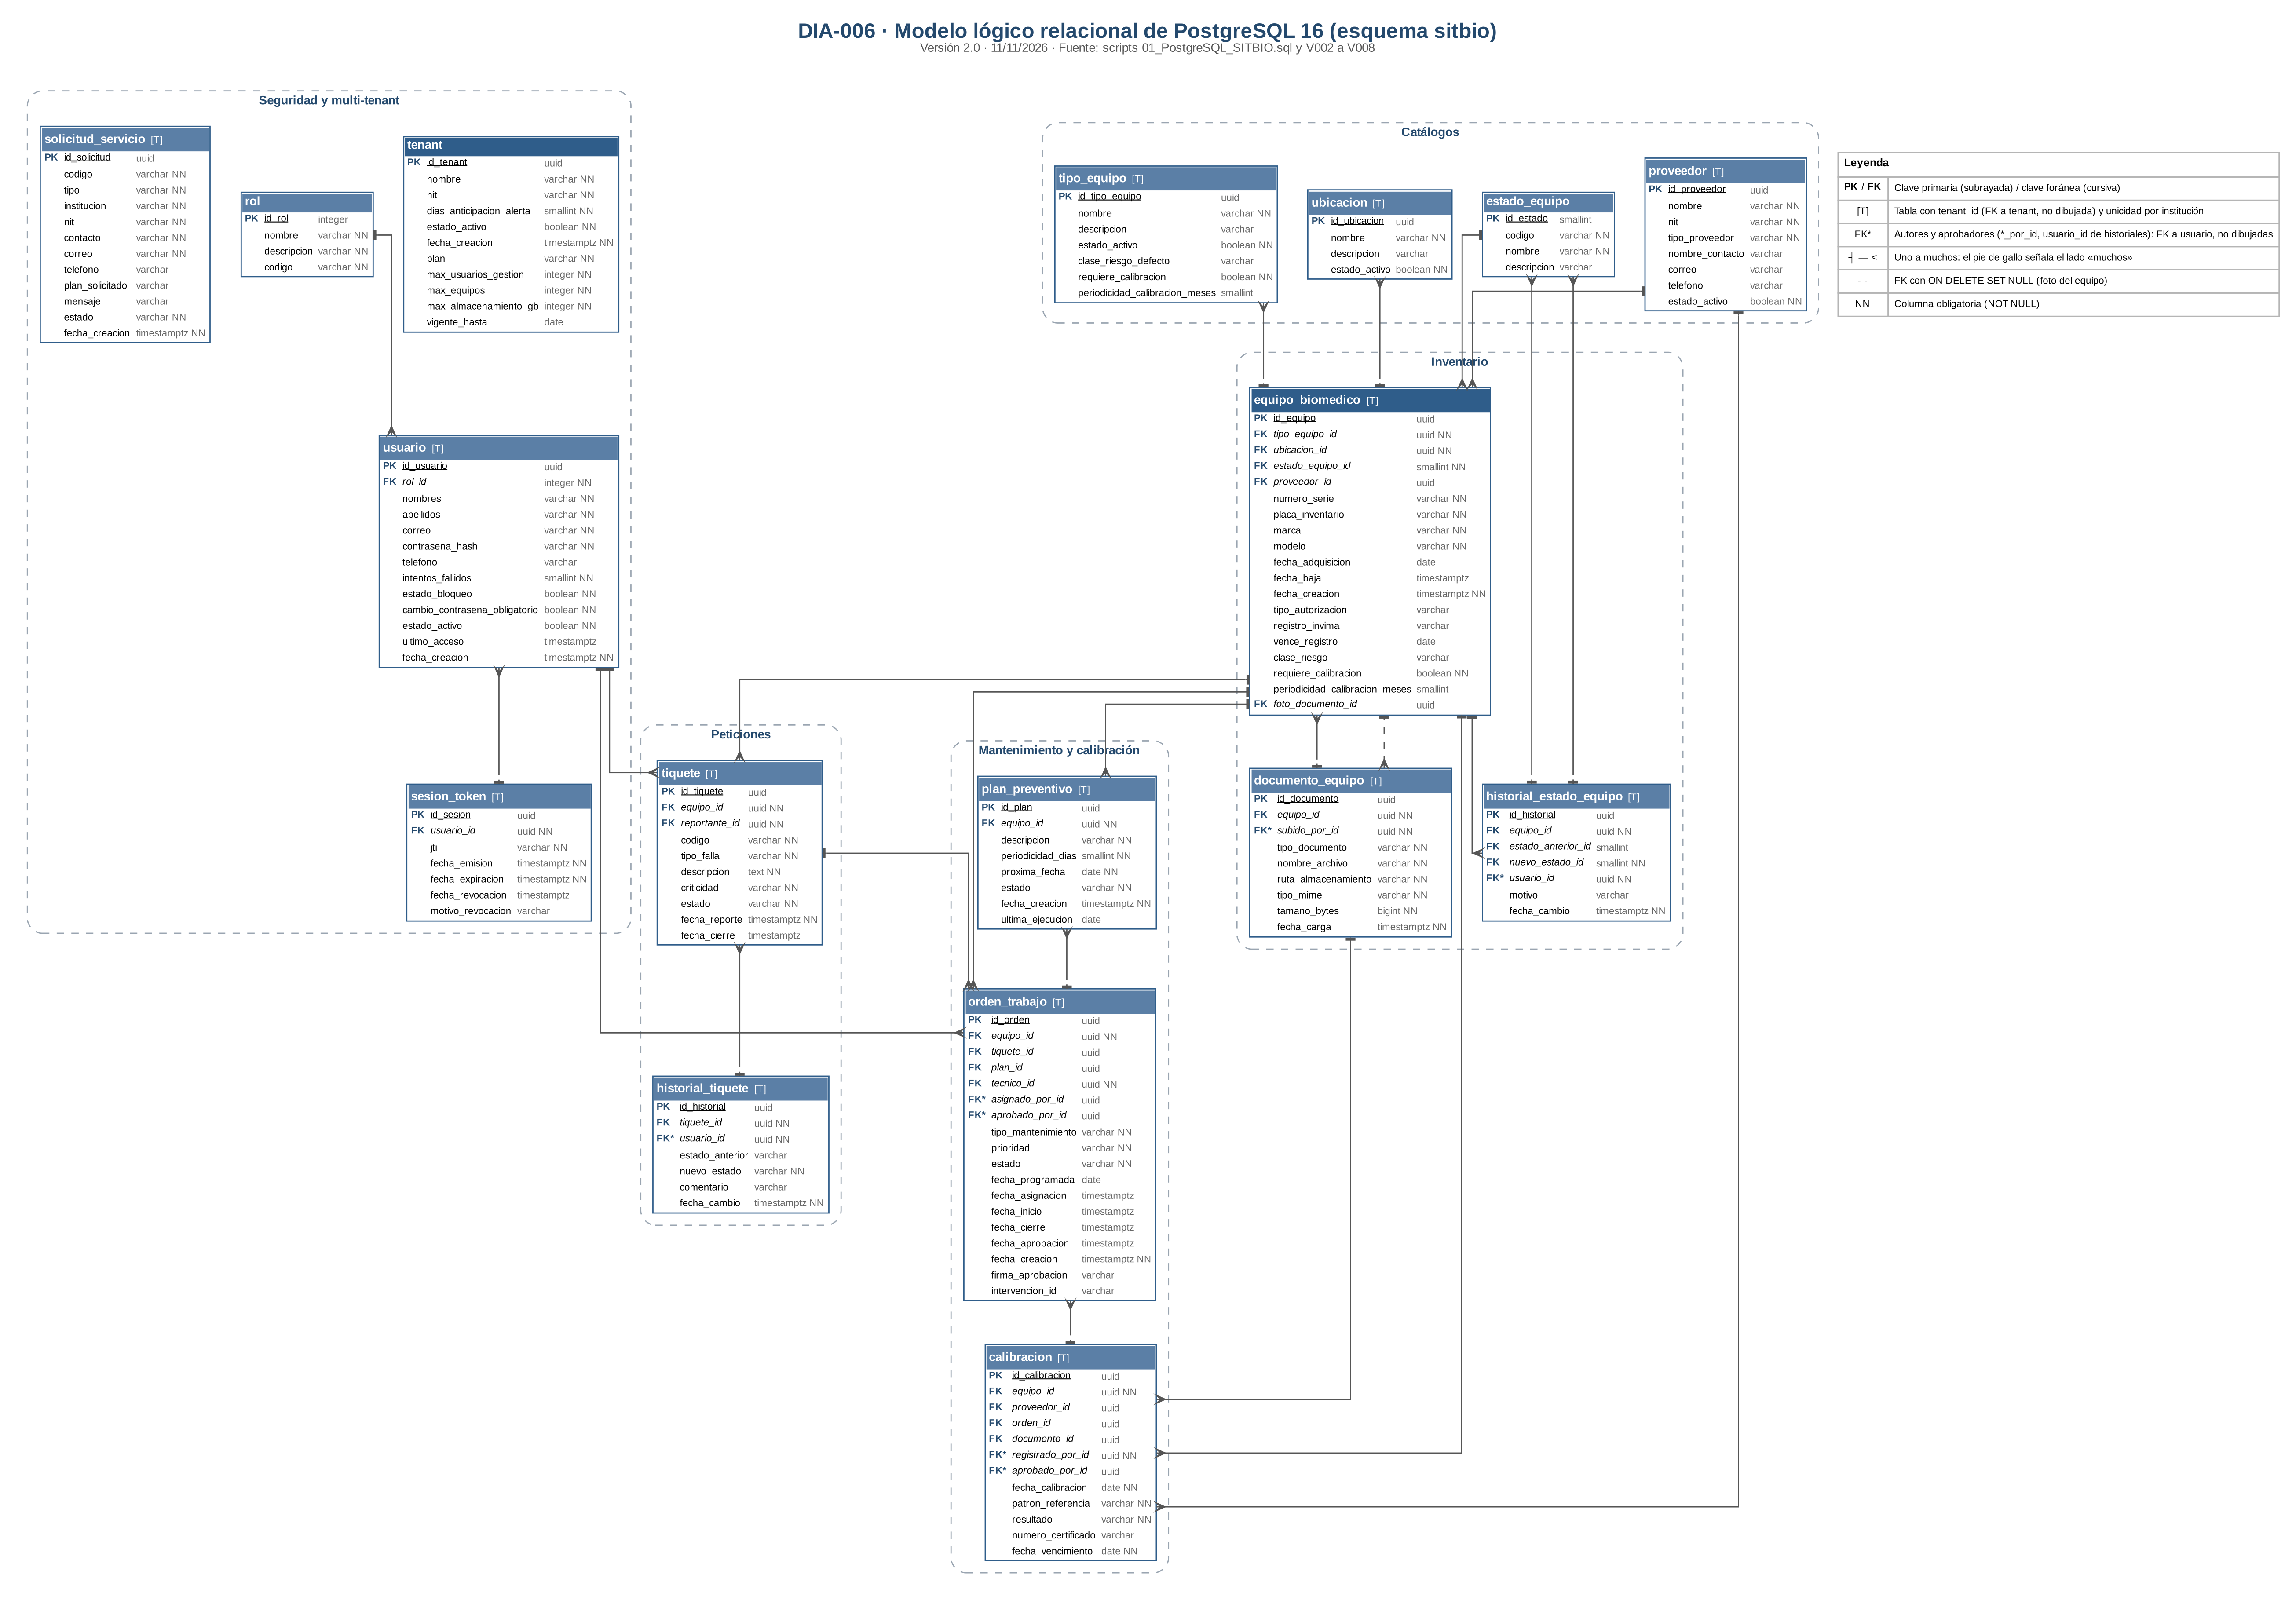 DIA-006 · Modelo lógico relacional de PostgreSQL 16 (esquema sitbio)
Versión 2.0 · 11/11/2026 · Fuente: scripts 01_PostgreSQL_SITBIO.sql y V002 a V008
Seguridad y multi-tenant
solicitud_servicio [T]
PK id_solicitud uuid
codigo varchar NN
tipo varchar NN
institucion varchar NN
nit varchar NN
contacto varchar NN
correo varchar NN
telefono varchar
plan_solicitado varchar
mensaje varchar
estado varchar NN
fecha_creacion timestamptz NN
rol
PK id_rol integer
nombre varchar NN
descripcion varchar NN
codigo varchar NN
tenant
PK id_tenant uuid
nombre varchar NN
nit varchar NN
dias_anticipacion_alerta smallint NN
estado_activo boolean NN
fecha_creacion timestamptz NN
plan varchar NN
max_usuarios_gestion integer NN
max_equipos integer NN
max_almacenamiento_gb integer NN
vigente_hasta date
usuario [T]
PK id_usuario uuid
FK rol_id integer NN
nombres varchar NN
apellidos varchar NN
correo varchar NN
contrasena_hash varchar NN
telefono varchar
intentos_fallidos smallint NN
estado_bloqueo boolean NN
cambio_contrasena_obligatorio boolean NN
estado_activo boolean NN
ultimo_acceso timestamptz
fecha_creacion timestamptz NN
sesion_token [T]
PK id_sesion uuid
FK usuario_id uuid NN
jti varchar NN
fecha_emision timestamptz NN
fecha_expiracion timestamptz NN
fecha_revocacion timestamptz
motivo_revocacion varchar
Catálogos
tipo_equipo [T]
PK id_tipo_equipo uuid
nombre varchar NN
descripcion varchar
estado_activo boolean NN
clase_riesgo_defecto varchar
requiere_calibracion boolean NN
periodicidad_calibracion_meses smallint
ubicacion [T]
PK id_ubicacion uuid
nombre varchar NN
descripcion varchar
estado_activo boolean NN
estado_equipo
PK id_estado smallint
codigo varchar NN
nombre varchar NN
descripcion varchar
proveedor [T]
PK id_proveedor uuid
nombre varchar NN
nit varchar NN
tipo_proveedor varchar NN
nombre_contacto varchar
correo varchar
telefono varchar
estado_activo boolean NN
Leyenda
PK / FK Clave primaria (subrayada) / clave foránea (cursiva)
[T] Tabla con tenant_id (FK a tenant, no dibujada) y unicidad por institución
FK* Autores y aprobadores (*_por_id, usuario_id de historiales): FK a usuario, no dibujadas
┤ — < Uno a muchos: el pie de gallo señala el lado «muchos»
- - FK con ON DELETE SET NULL (foto del equipo)
NN Columna obligatoria (NOT NULL)
Inventario
equipo_biomedico [T]
PK id_equipo uuid
FK tipo_equipo_id uuid NN
FK ubicacion_id uuid NN
FK estado_equipo_id smallint NN
FK proveedor_id uuid
numero_serie varchar NN
placa_inventario varchar NN
marca varchar NN
modelo varchar NN
fecha_adquisicion date
fecha_baja timestamptz
fecha_creacion timestamptz NN
tipo_autorizacion varchar
registro_invima varchar
vence_registro date
clase_riesgo varchar
requiere_calibracion boolean NN
periodicidad_calibracion_meses smallint
FK foto_documento_id uuid
documento_equipo [T]
PK id_documento uuid
FK equipo_id uuid NN
FK* subido_por_id uuid NN
tipo_documento varchar NN
nombre_archivo varchar NN
ruta_almacenamiento varchar NN
tipo_mime varchar NN
tamano_bytes bigint NN
fecha_carga timestamptz NN
historial_estado_equipo [T]
PK id_historial uuid
FK equipo_id uuid NN
FK estado_anterior_id smallint
FK nuevo_estado_id smallint NN
FK* usuario_id uuid NN
motivo varchar
fecha_cambio timestamptz NN
Peticiones
tiquete [T]
PK id_tiquete uuid
FK equipo_id uuid NN
FK reportante_id uuid NN
codigo varchar NN
tipo_falla varchar NN
descripcion text NN
criticidad varchar NN
estado varchar NN
fecha_reporte timestamptz NN
fecha_cierre timestamptz
historial_tiquete [T]
PK id_historial uuid
FK tiquete_id uuid NN
FK* usuario_id uuid NN
estado_anterior varchar
nuevo_estado varchar NN
comentario varchar
fecha_cambio timestamptz NN
Mantenimiento y calibración
plan_preventivo [T]
PK id_plan uuid
FK equipo_id uuid NN
descripcion varchar NN
periodicidad_dias smallint NN
proxima_fecha date NN
estado varchar NN
fecha_creacion timestamptz NN
ultima_ejecucion date
orden_trabajo [T]
PK id_orden uuid
FK equipo_id uuid NN
FK tiquete_id uuid
FK plan_id uuid
FK tecnico_id uuid NN
FK* asignado_por_id uuid
FK* aprobado_por_id uuid
tipo_mantenimiento varchar NN
prioridad varchar NN
estado varchar NN
fecha_programada date
fecha_asignacion timestamptz
fecha_inicio timestamptz
fecha_cierre timestamptz
fecha_aprobacion timestamptz
fecha_creacion timestamptz NN
firma_aprobacion varchar
intervencion_id varchar
calibracion [T]
PK id_calibracion uuid
FK equipo_id uuid NN
FK proveedor_id uuid
FK orden_id uuid
FK documento_id uuid
FK* registrado_por_id uuid NN
FK* aprobado_por_id uuid
fecha_calibracion date NN
patron_referencia varchar NN
resultado varchar NN
numero_certificado varchar
fecha_vencimiento date NN